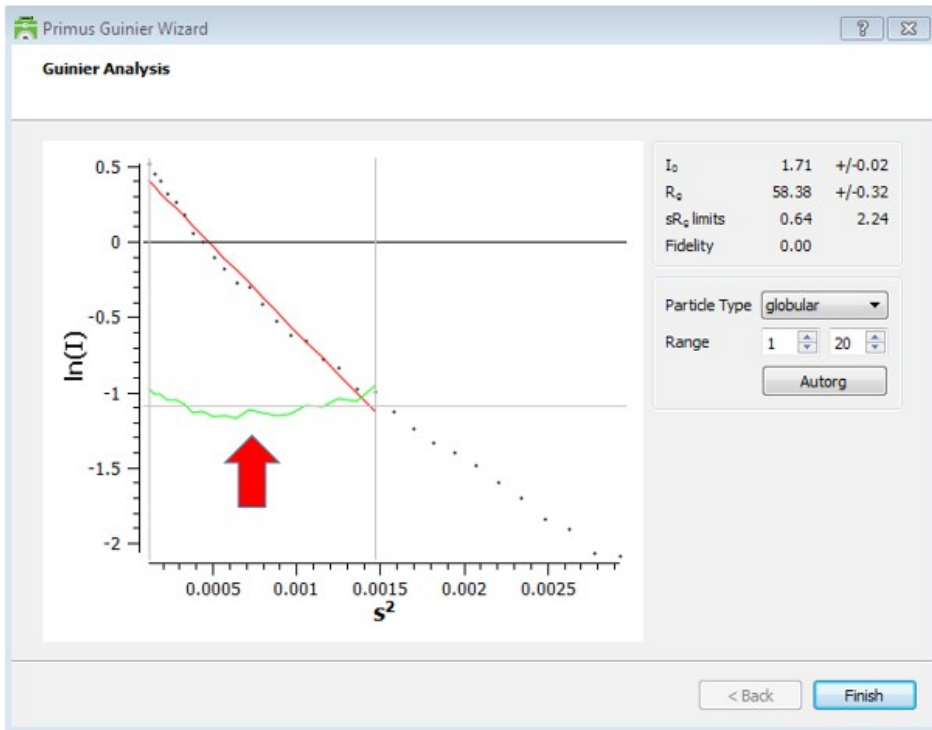 Primus Guinier Wizard
Guinier Analysis
0.5
0
-0.5
-1
-1.5
-2
ln(I)
0.0005 0.001 0.0015 0.002 0.0025
s²
I₀ 1.71 +/-0.02
R₉ 58.38 +/-0.32
sR₉ limits 0.64 2.24
Fidelity 0.00
Particle Type globular
Range 1 20
Autorg
< Back Finish